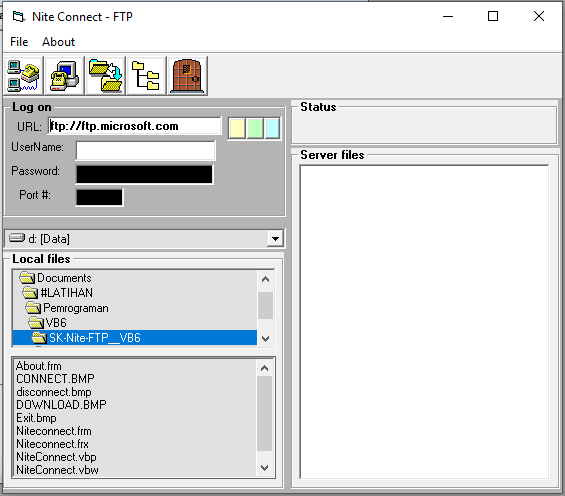 Nite Connect - FTP
File About
Log on
URL: ftp://ftp.microsoft.com
UserName:
Password:
Port #:
Status
Server files
d: [Data]
Local files
Documents
#LATIHAN
Pemrograman
VB6
SK-Nite-FTP__VB6
About.frm
CONNECT.BMP
disconnect.bmp
DOWNLOAD.BMP
Exit.bmp
Niteconnect.frm
Niteconnect.frx
NiteConnect.vbp
NiteConnect.vbw